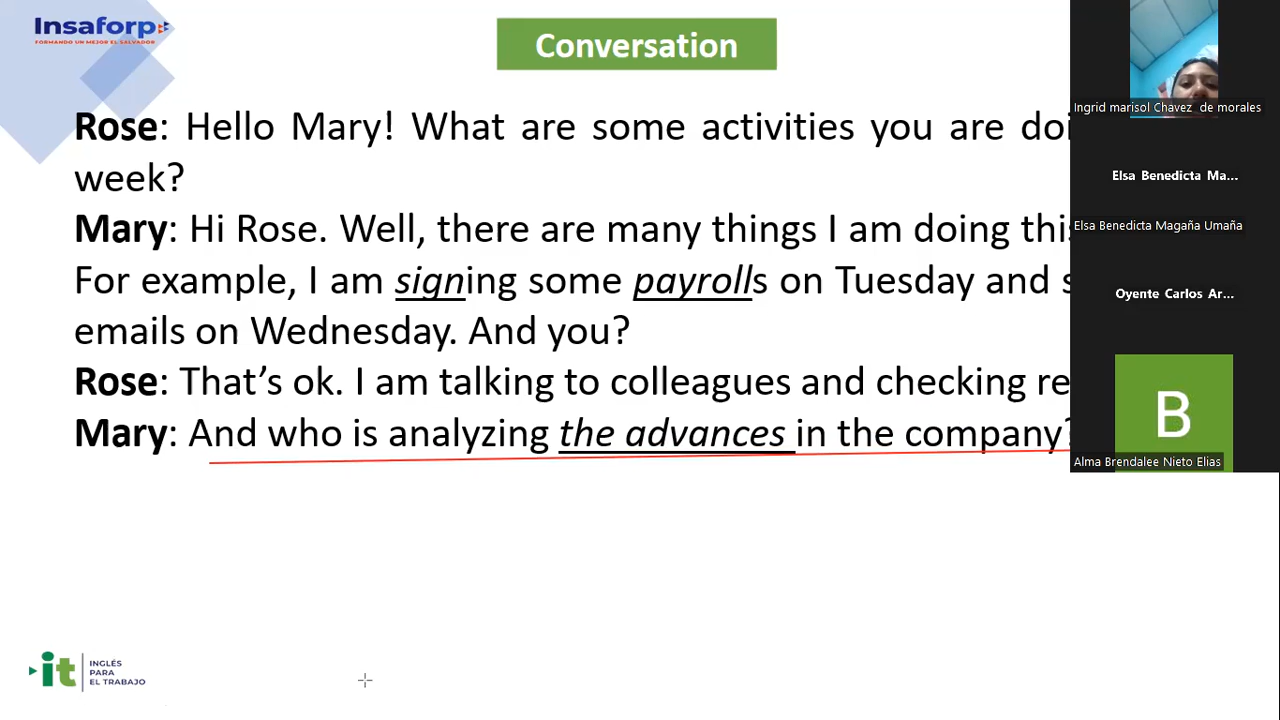 Insaforp
FORMANDO UN MEJOR EL SALVADOR
Conversation
Rose: Hello Mary! What are some activities you are
week?
Mary: Hi Rose. Well, there are many things I am doing
For example, I am signing some payrolls on Tuesday and
emails on Wednesday. And you?
Rose: That’s ok. I am talking to colleagues and checking
Mary: And who is analyzing the advances in the company?
Ingrid marisol Chavez de morales
Elsa Benedicta Ma...
Elsa Benedicta Magaña Umaña
Oyente Carlos Ar...
B
Alma Brendalee Nieto Elias
it
INGLÉS
PARA
EL TRABAJO